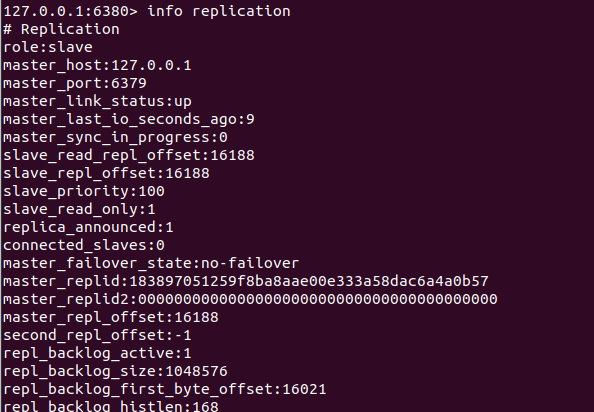 127.0.0.1:6380> info replication
# Replication
role:slave
master_host:127.0.0.1
master_port:6379
master_link_status:up
master_last_io_seconds_ago:9
master_sync_in_progress:0
slave_read_repl_offset:16188
slave_repl_offset:16188
slave_priority:100
slave_read_only:1
replica_announced:1
connected_slaves:0
master_failover_state:no-failover
master_replid:183897051259f8ba8aae00e333a58dac6a4a0b57
master_replid2:0000000000000000000000000000000000000000
master_repl_offset:16188
second_repl_offset:-1
repl_backlog_active:1
repl_backlog_size:1048576
repl_backlog_first_byte_offset:16021
repl_backlog_histlen:168